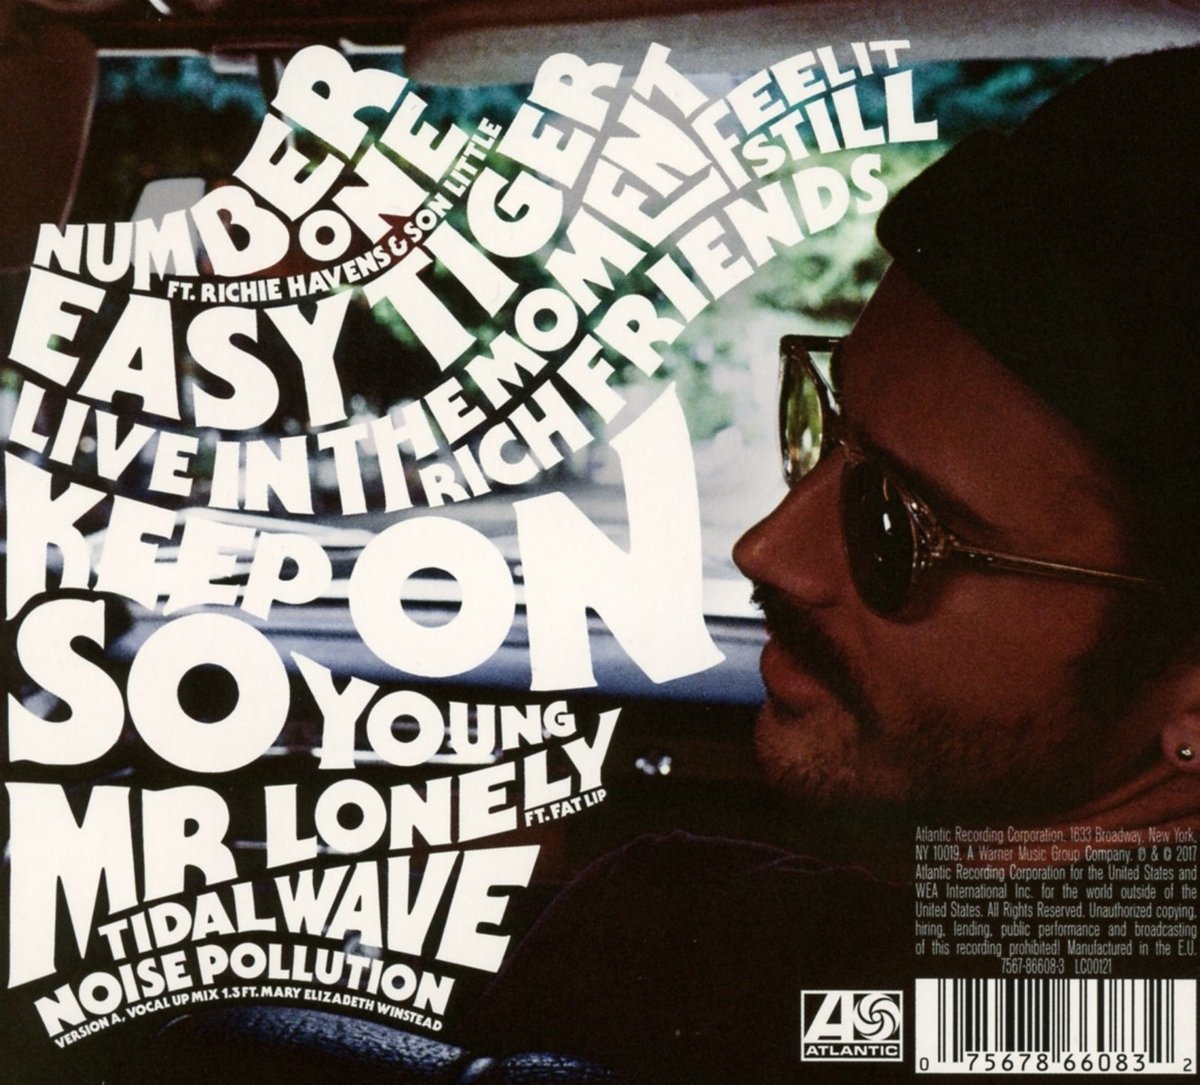 NUMBER ONE
FT. RICHIE HAVENS & SON LITTLE
EASY TIGER
LIVE IN THE MOMENT
FEEL IT STILL
RICH FRIENDS
KEEP ON
SO YOUNG
MR LONELY
FT. FAT LIP
TIDAL WAVE
NOISE POLLUTION
VERSION A, VOCAL UP MIX 1.3 FT. MARY ELIZABETH WINSTEAD
Atlantic Recording Corporation, 1633 Broadway, New York,
NY 10019. A Warner Music Group Company. ℗ & © 2017
Atlantic Recording Corporation for the United States and
WEA International Inc. for the world outside of the
United States. All Rights Reserved. Unauthorized copying,
hiring, lending, public performance and broadcasting
of this recording prohibited! Manufactured in the E.U.
7567-86608-3 LC00121
ATLANTIC
0 75678 66083 2